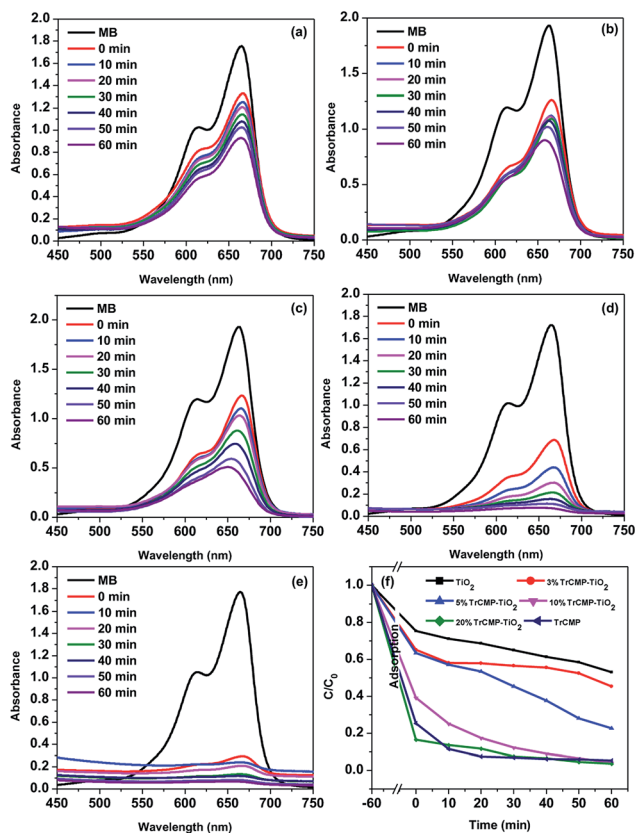 (a)
MB
0 min
10 min
20 min
30 min
40 min
50 min
60 min
2.0
1.8
1.6
1.4
1.2
1.0
0.8
0.6
0.4
0.2
0.0
Absorbance
450 500 550 600 650 700 750
Wavelength (nm)
(b)
MB
0 min
10 min
20 min
30 min
40 min
50 min
60 min
2.0
1.5
1.0
0.5
0.0
Absorbance
450 500 550 600 650 700 750
Wavelength (nm)
(c)
MB
0 min
10 min
20 min
30 min
40 min
50 min
60 min
2.0
1.5
1.0
0.5
0.0
Absorbance
450 500 550 600 650 700 750
Wavelength (nm)
(d)
MB
0 min
10 min
20 min
30 min
40 min
50 min
60 min
2.0
1.8
1.6
1.4
1.2
1.0
0.8
0.6
0.4
0.2
0.0
Absorbance
450 500 550 600 650 700 750
Wavelength (nm)
(e)
MB
0 min
10 min
20 min
30 min
40 min
50 min
60 min
2.0
1.8
1.6
1.4
1.2
1.0
0.8
0.6
0.4
0.2
0.0
Absorbance
450 500 550 600 650 700 750
Wavelength (nm)
(f)
TiO2 3% TrCMP-TiO2
5% TrCMP-TiO2 10% TrCMP-TiO2
20% TrCMP-TiO2 TrCMP
Adsorption
1.0
0.8
0.6
0.4
0.2
0.0
C/C0
-60 0 10 20 30 40 50 60
Time (min)